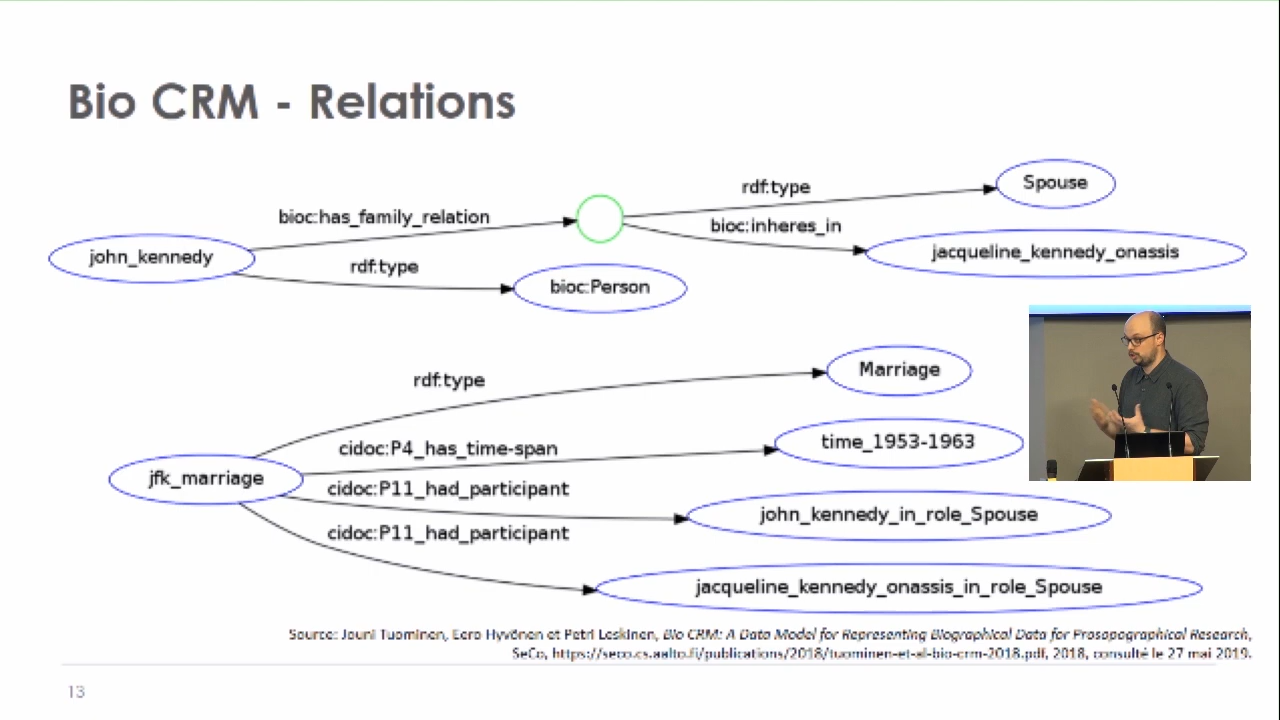 Bio CRM - Relations
rdf:type
Spouse
bioc:has_family_relation
bioc:inheres_in
john_kennedy
jacqueline_kennedy_onassis
rdf:type
bioc:Person
rdf:type
Marriage
cidoc:P4_has_time-span
time_1953-1963
jfk_marriage
cidoc:P11_had_participant
john_kennedy_in_role_Spouse
cidoc:P11_had_participant
jacqueline_kennedy_onassis_in_role_Spouse
Source: Jouni Tuominen, Eero Hyvönen et Petri Leskinen, Bio CRM: A Data Model for Representing Biographical Data for Prosopographical Research,
SeCo, https://seco.cs.aalto.fi/publications/2018/tuominen-et-al-bio-crm-2018.pdf, 2018, consulté le 27 mai 2019.
13